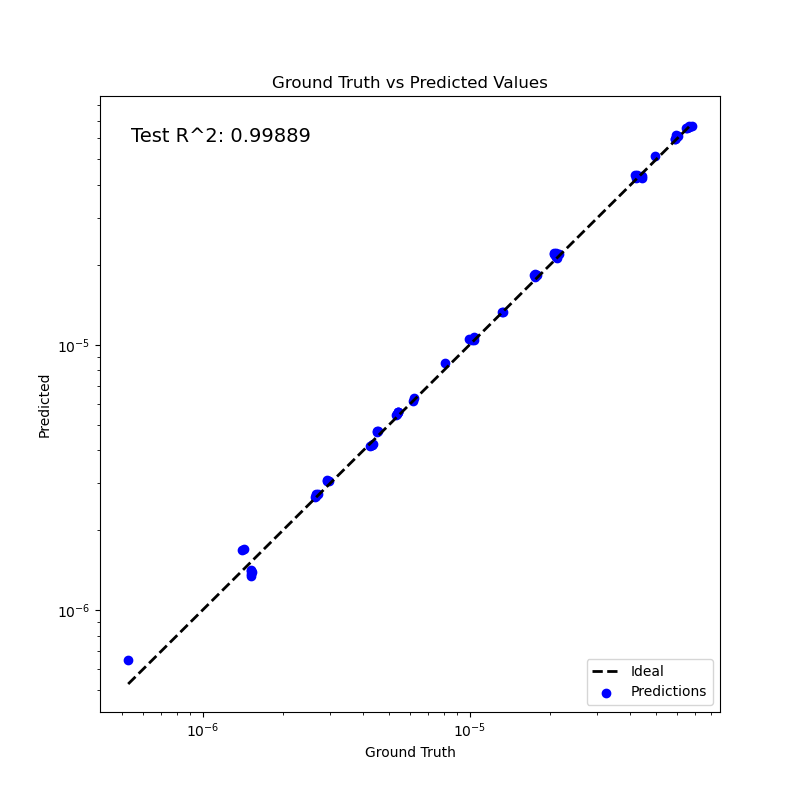 Ground Truth vs Predicted Values
Test R^2: 0.99889
10⁻⁵
10⁻⁶
Predicted
10⁻⁶ 10⁻⁵
Ground Truth
Ideal
Predictions